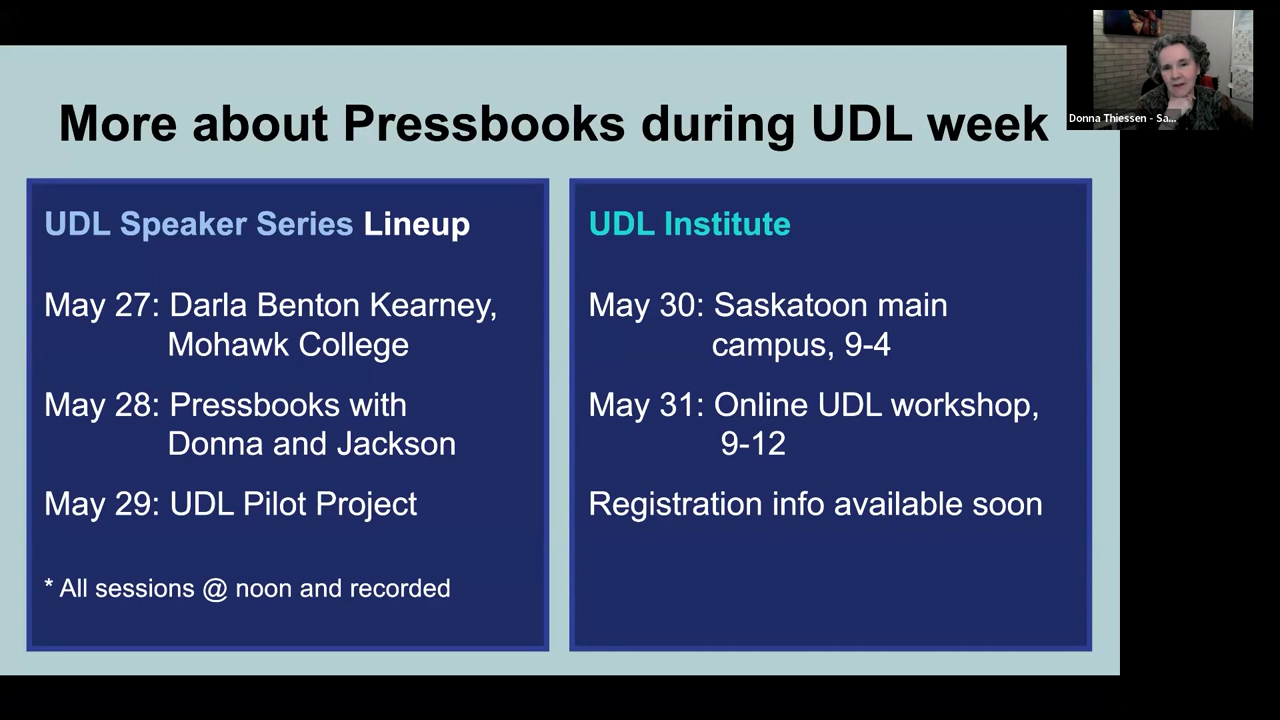 More about Pressbooks during UDL week
Donna Thiessen - Sa...
UDL Speaker Series Lineup
May 27: Darla Benton Kearney,
Mohawk College
May 28: Pressbooks with
Donna and Jackson
May 29: UDL Pilot Project
* All sessions @ noon and recorded
UDL Institute
May 30: Saskatoon main
campus, 9-4
May 31: Online UDL workshop,
9-12
Registration info available soon